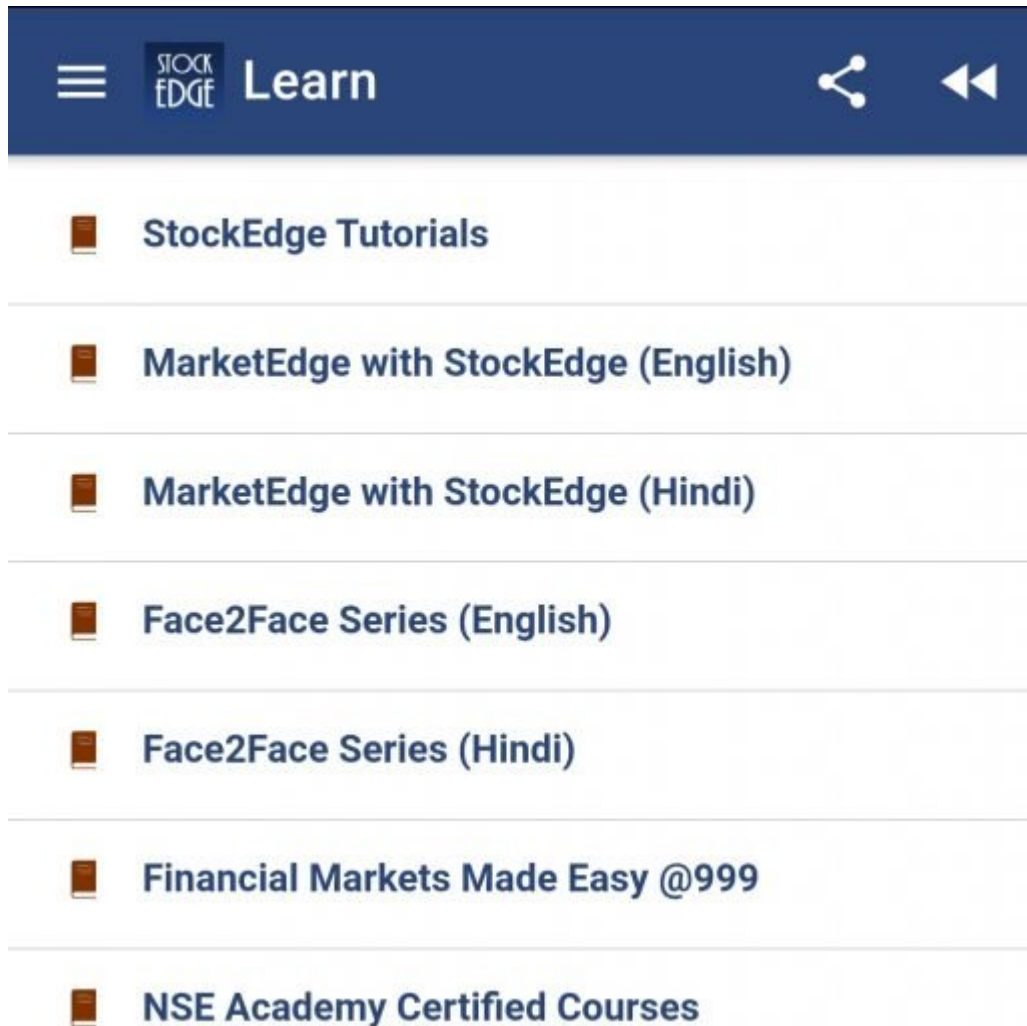 STOCK
EDGE
Learn
StockEdge Tutorials
MarketEdge with StockEdge (English)
MarketEdge with StockEdge (Hindi)
Face2Face Series (English)
Face2Face Series (Hindi)
Financial Markets Made Easy @999
NSE Academy Certified Courses